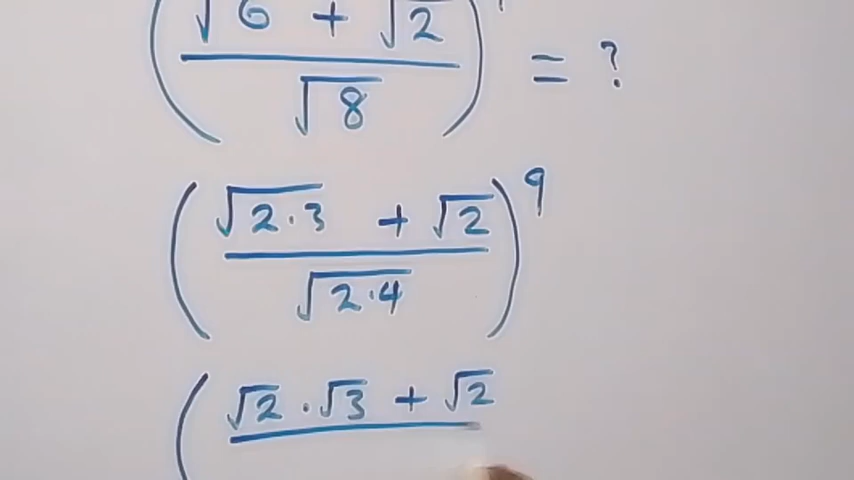 (√6 + √2 / √8) = ?
(√2·3 + √2 / √2·4)^9
(√2 · √3 + √2